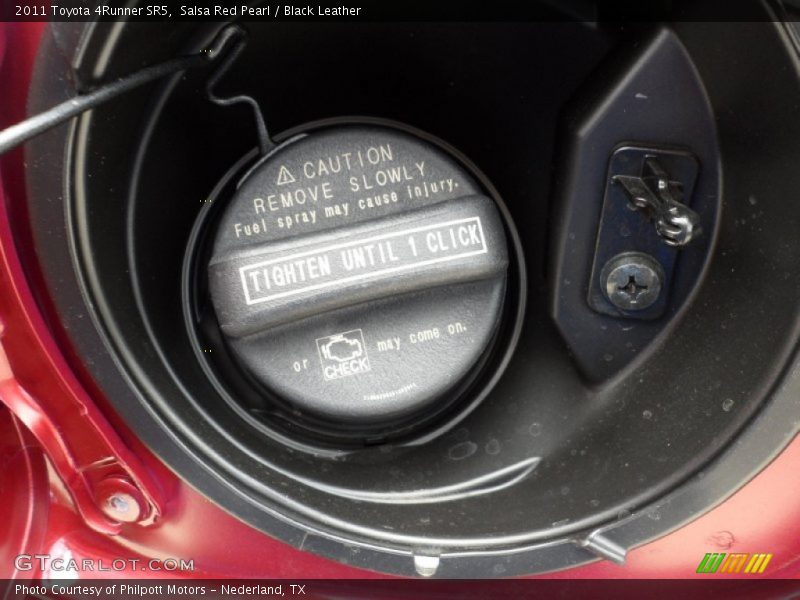 2011 Toyota 4Runner SR5,  Salsa Red Pearl / Black Leather
⚠ CAUTION
REMOVE SLOWLY
Fuel spray may cause injury.
TIGHTEN UNTIL 1 CLICK
or CHECK may come on.
GTCARLOT.COM
Photo Courtesy of Philpott Motors – Nederland, TX